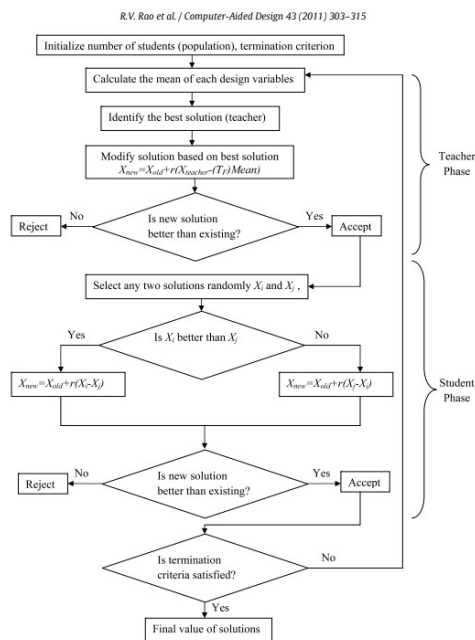 R.V. Rao et al. / Computer-Aided Design 43 (2011) 303–315
Initialize number of students (population), termination criterion
Calculate the mean of each design variables
Identify the best solution (teacher)
Modify solution based on best solution
Xnew=Xold+r(Xteacher-(TF)Mean)
Teacher
Phase
Reject
No
Is new solution
better than existing?
Yes
Accept
Select any two solutions randomly Xi and Xj ,
Yes
Is Xi better than Xj
No
Xnew=Xold+r(Xi-Xj)
Xnew=Xold+r(Xj-Xi)
Student
Phase
Reject
No
Is new solution
better than existing?
Yes
Accept
Is termination
criteria satisfied?
No
Yes
Final value of solutions